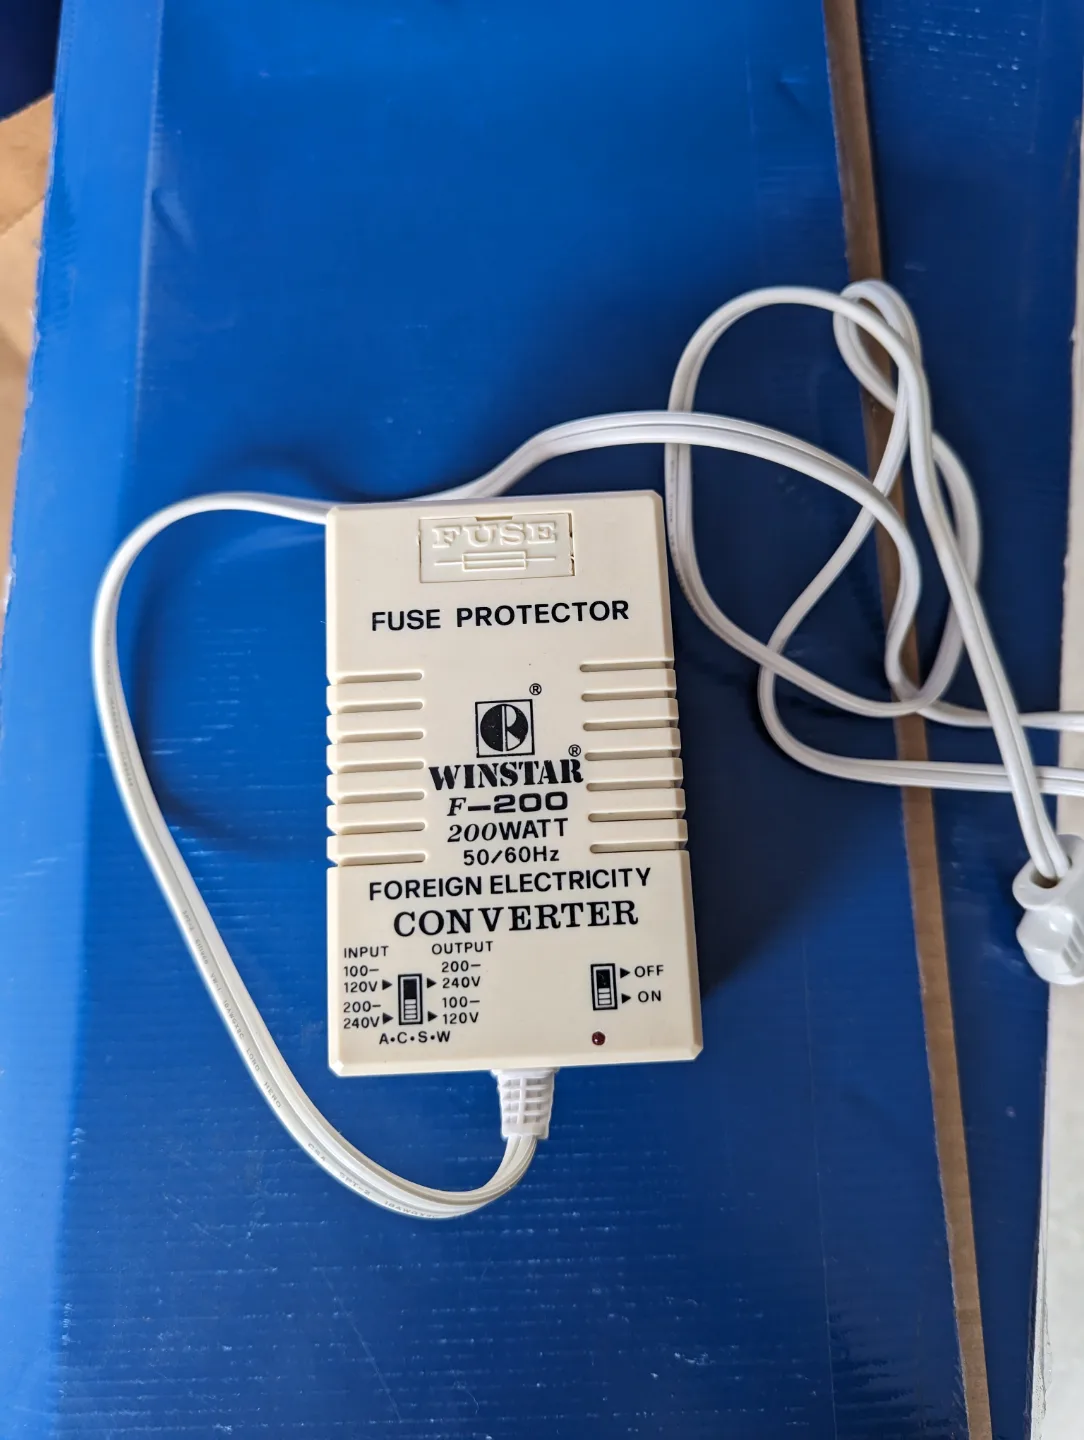 FUSE
FUSE PROTECTOR
®
WINSTAR®
F-200
200WATT
50/60Hz
FOREIGN ELECTRICITY
CONVERTER
INPUT OUTPUT
100-
120V▶
200-
240V▶
▶200-
240V
▶100-
120V
A•C•S•W
▶OFF
▶ON